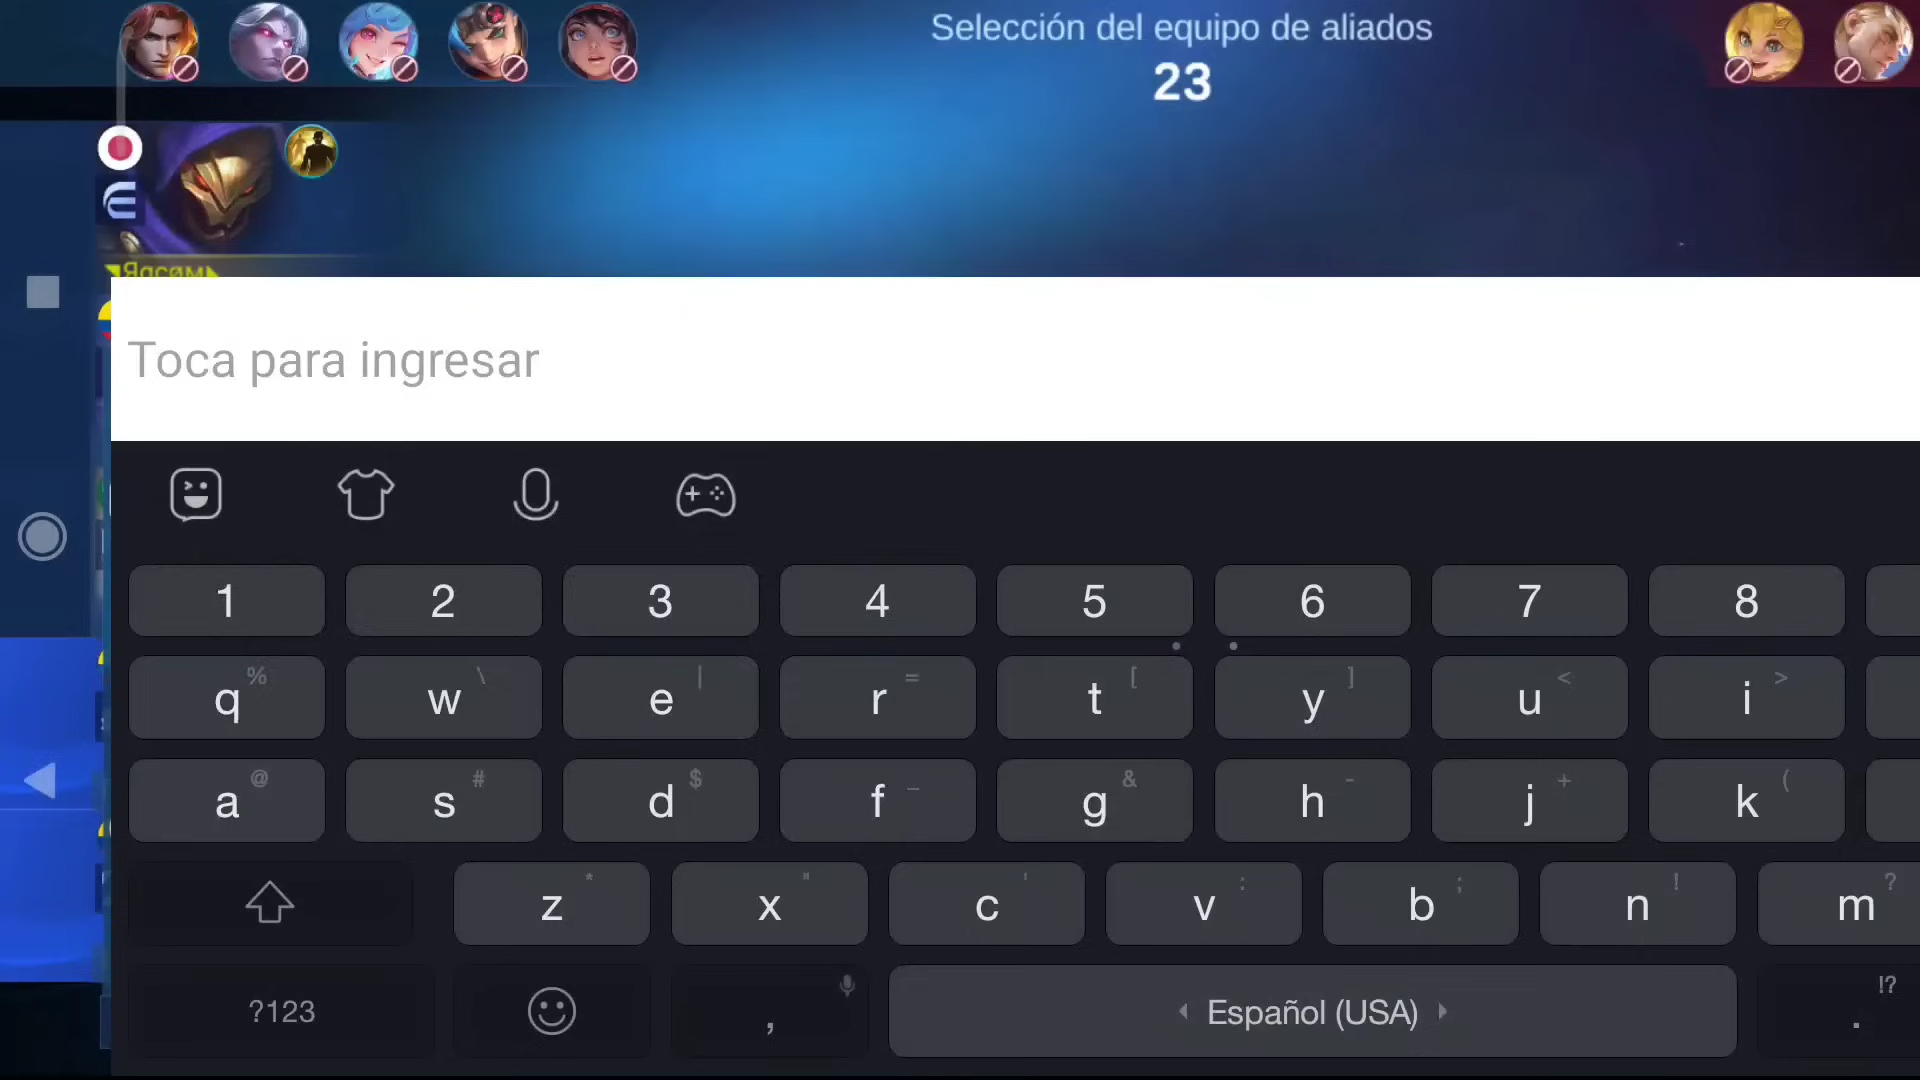 Selección del equipo de aliados
23
Toca para ingresar
1 2 3 4 5 6 7 8
% \ | = [ ] < >
q w e r t y u i
@ # $ _ & - + (
a s d f g h j k
* " ' : ; ! ?
z x c v b n m
!?
?123 , Español (USA) .